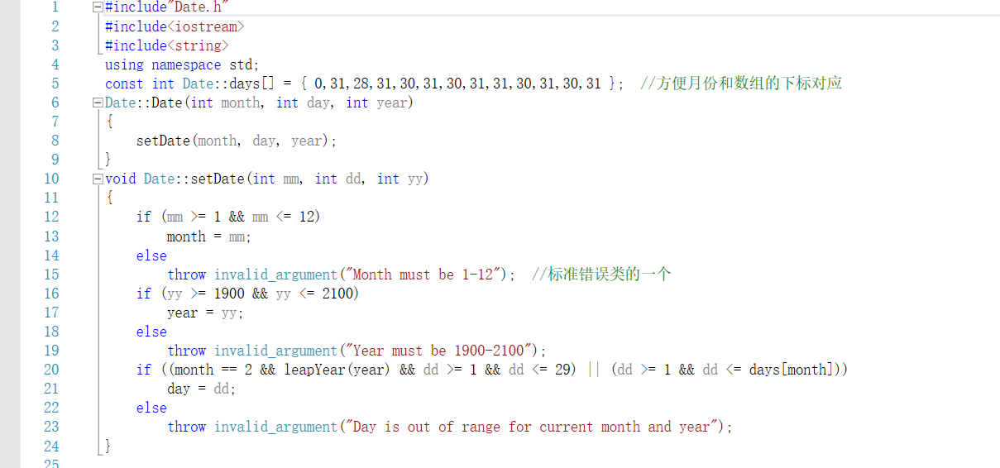 1 #include"Date.h"
2 #include<iostream>
3 #include<string>
4 using namespace std;
5 const int Date::days[] = { 0,31,28,31,30,31,30,31,31,30,31,30,31 };  //方便月份和数组的下标对应
6 Date::Date(int month, int day, int year)
7 {
8     setDate(month, day, year);
9 }
10 void Date::setDate(int mm, int dd, int yy)
11 {
12     if (mm >= 1 && mm <= 12)
13         month = mm;
14     else
15         throw invalid_argument("Month must be 1-12");  //标准错误类的一个
16     if (yy >= 1900 && yy <= 2100)
17         year = yy;
18     else
19         throw invalid_argument("Year must be 1900-2100");
20     if ((month == 2 && leapYear(year) && dd >= 1 && dd <= 29) || (dd >= 1 && dd <= days[month]))
21         day = dd;
22     else
23         throw invalid_argument("Day is out of range for current month and year");
24 }
25